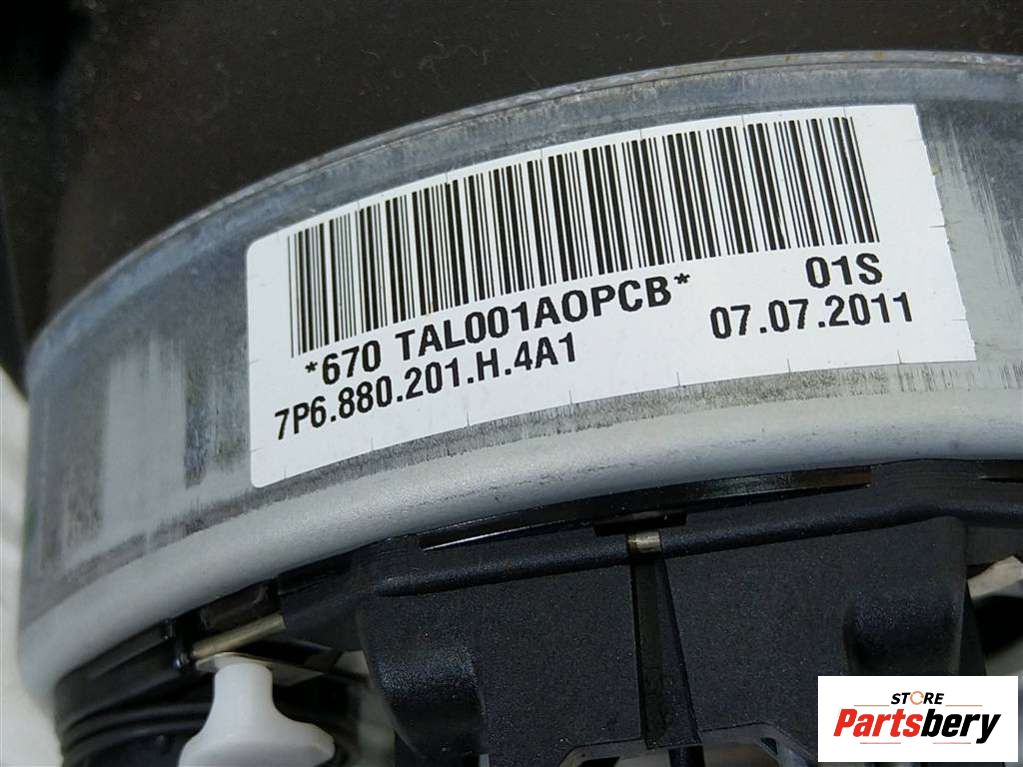 *670 TAL001AOPCB* 01S
7P6.880.201.H.4A1 07.07.2011
STORE
Partsbery